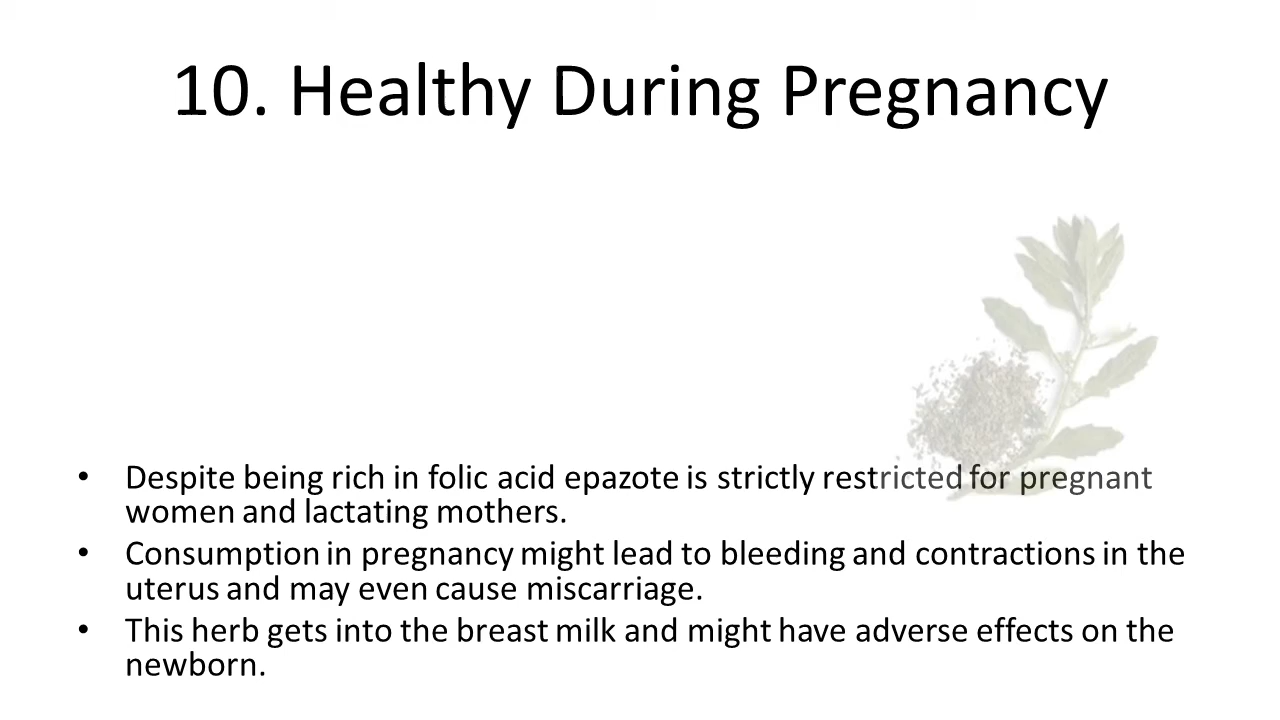 10. Healthy During Pregnancy
• Despite being rich in folic acid epazote is strictly restricted for pregnant
women and lactating mothers.
• Consumption in pregnancy might lead to bleeding and contractions in the
uterus and may even cause miscarriage.
• This herb gets into the breast milk and might have adverse effects on the
newborn.